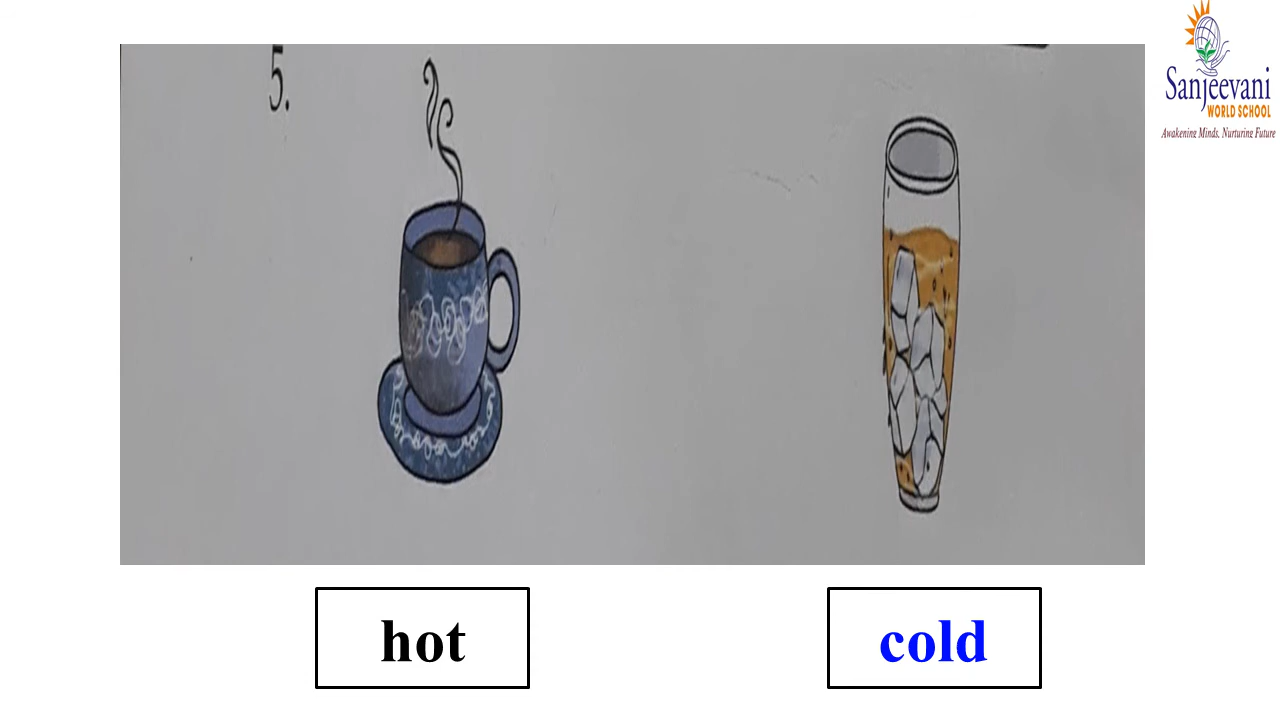 Sanjeevani
WORLD SCHOOL
Awakening Minds, Nurturing Future
5.
hot
cold